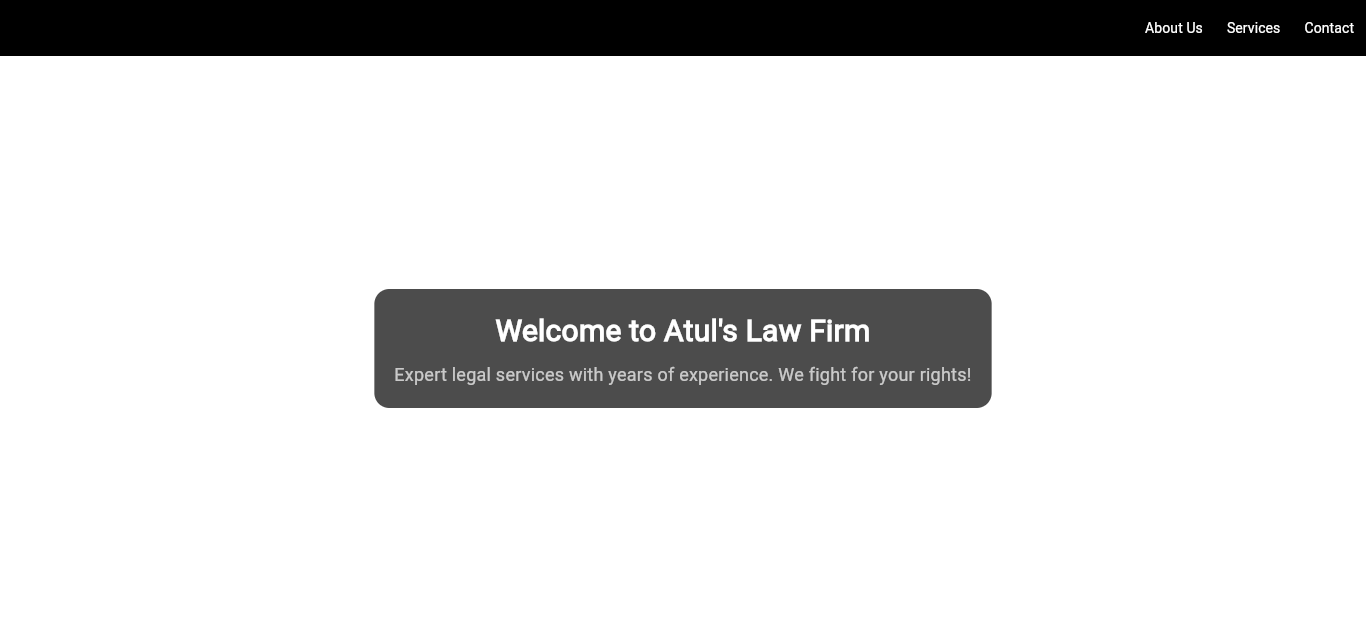 About Us Services Contact
Welcome to Atul's Law Firm
Expert legal services with years of experience. We fight for your rights!